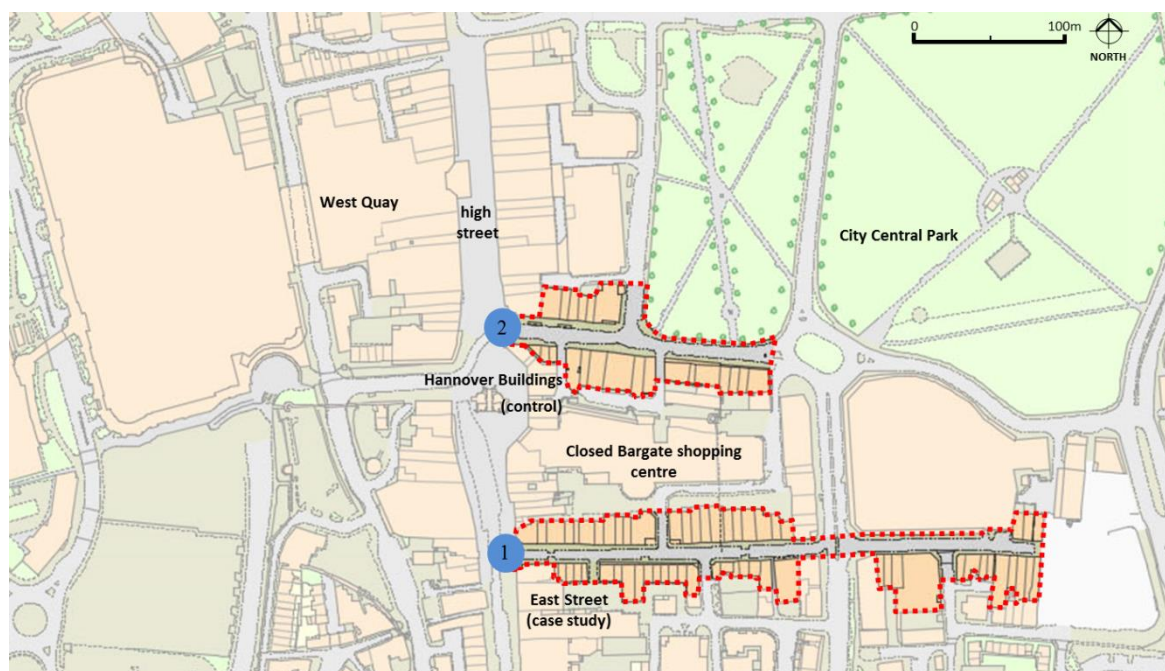 0
100m
NORTH
West Quay
high
street
City Central Park
2
Hannover Buildings
(control)
Closed Bargate shopping
centre
1
East Street
(case study)